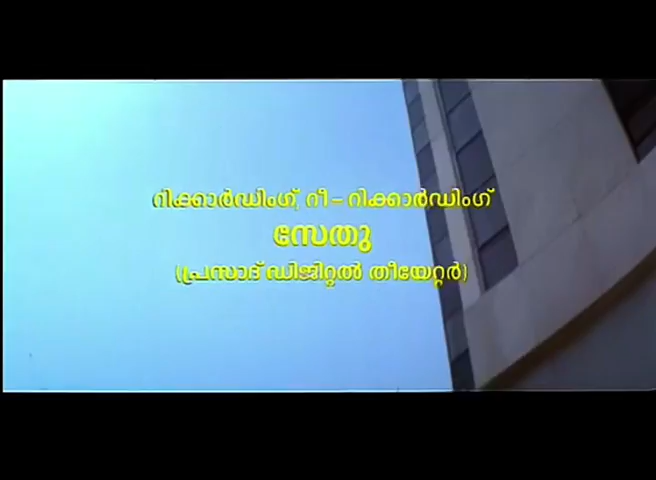 റിക്കാർഡിംഗ്, റീ – റിക്കാർഡിംഗ്
സേതു
(പ്രസാദ് ഡിജിറ്റൽ തീയേറ്റർ)